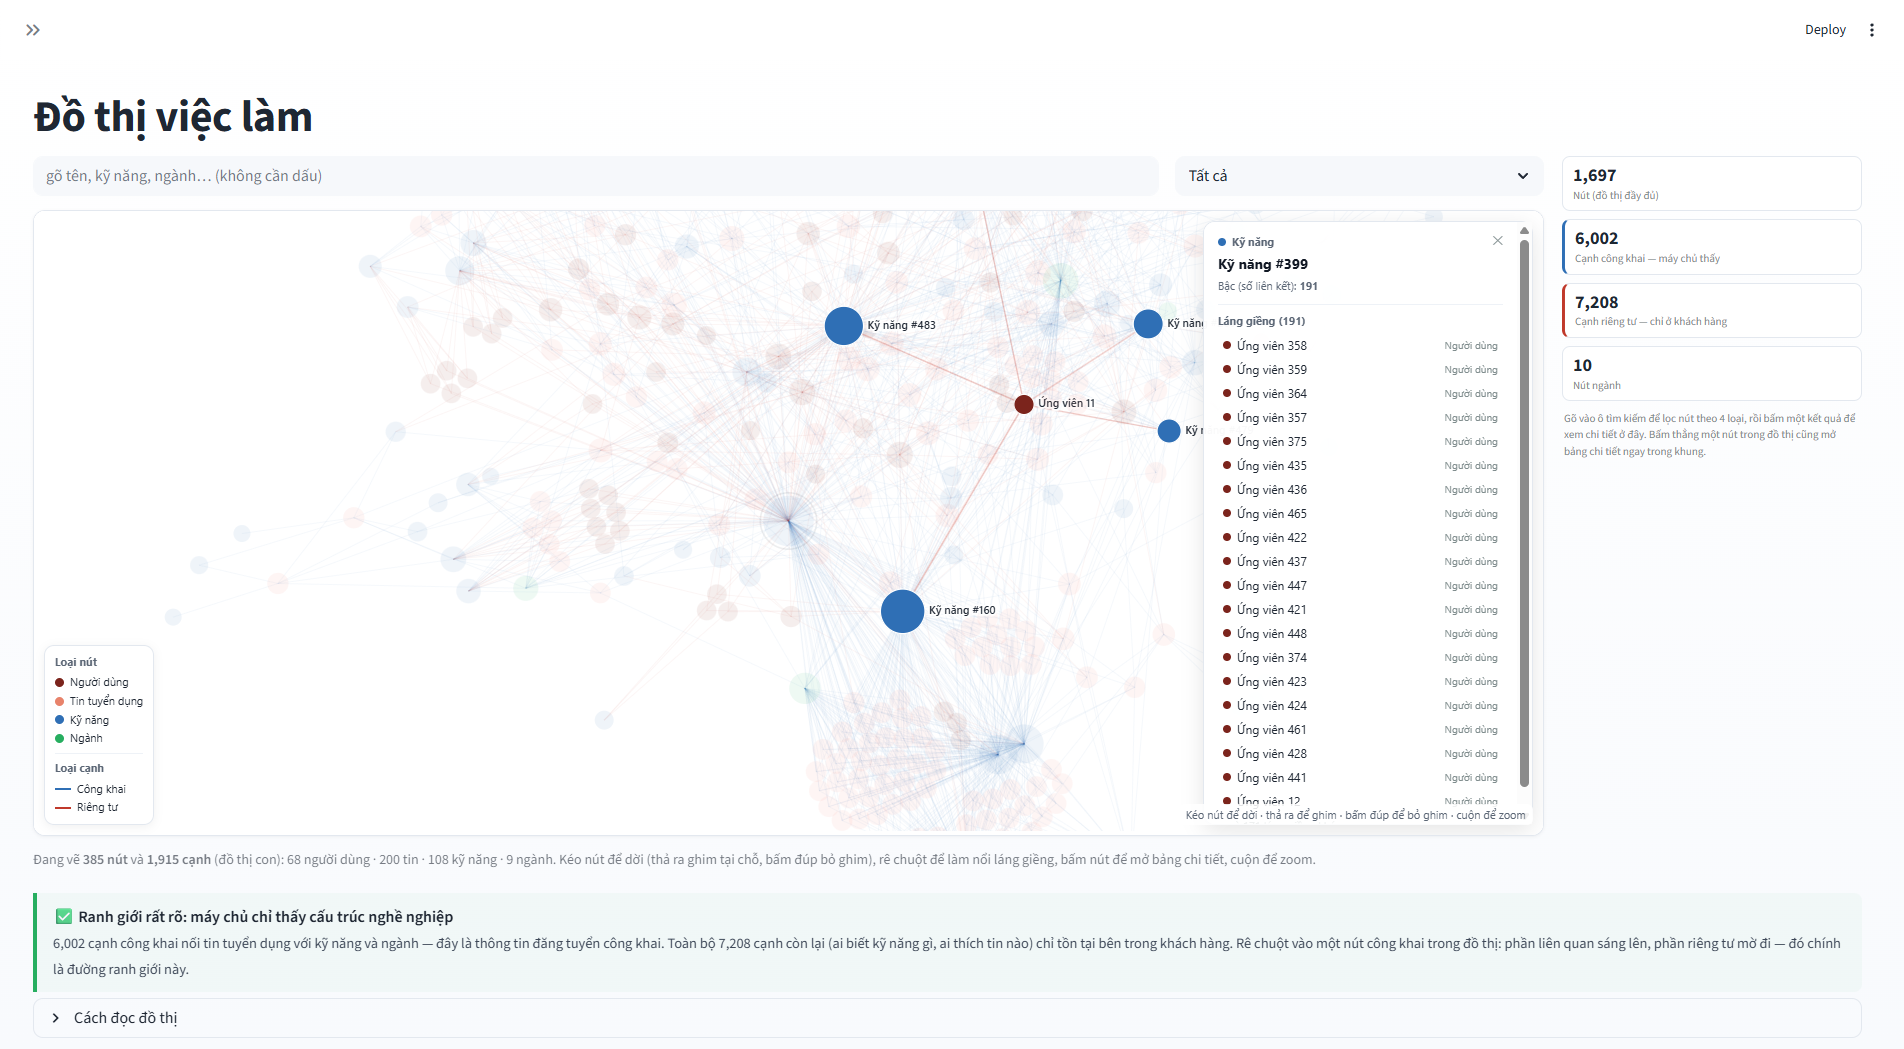 Deploy
Đồ thị việc làm
gõ tên, kỹ năng, ngành… (không cần dấu)
Tất cả
1,697
Nút (đồ thị đầy đủ)
6,002
Cạnh công khai — máy chủ thấy
7,208
Cạnh riêng tư — chỉ ở khách hàng
10
Nút ngành
Gõ vào ô tìm kiếm để lọc nút theo 4 loại, rồi bấm một kết quả để
xem chi tiết ở đây. Bấm thẳng một nút trong đồ thị cũng mở
bảng chi tiết ngay trong khung.
Kỹ năng #483
Kỹ năng
Ứng viên 11
Kỹ
Kỹ năng #160
Kỹ năng
Kỹ năng #399
Bậc (số liên kết): 191
Láng giềng (191)
Ứng viên 358 Người dùng
Ứng viên 359 Người dùng
Ứng viên 364 Người dùng
Ứng viên 357 Người dùng
Ứng viên 375 Người dùng
Ứng viên 435 Người dùng
Ứng viên 436 Người dùng
Ứng viên 465 Người dùng
Ứng viên 422 Người dùng
Ứng viên 437 Người dùng
Ứng viên 447 Người dùng
Ứng viên 421 Người dùng
Ứng viên 448 Người dùng
Ứng viên 374 Người dùng
Ứng viên 423 Người dùng
Ứng viên 424 Người dùng
Ứng viên 461 Người dùng
Ứng viên 428 Người dùng
Ứng viên 441 Người dùng
Ứng viên 12 Người dùng
Kéo nút để dời · thả ra để ghim · bấm đúp để bỏ ghim · cuộn để zoom
Loại nút
Người dùng
Tin tuyển dụng
Kỹ năng
Ngành
Loại cạnh
Công khai
Riêng tư
Đang vẽ 385 nút và 1,915 cạnh (đồ thị con): 68 người dùng · 200 tin · 108 kỹ năng · 9 ngành. Kéo nút để dời (thả ra ghim tại chỗ, bấm đúp bỏ ghim), rê chuột để làm nổi láng giềng, bấm nút để mở bảng chi tiết, cuộn để zoom.
✅ Ranh giới rất rõ: máy chủ chỉ thấy cấu trúc nghề nghiệp
6,002 cạnh công khai nối tin tuyển dụng với kỹ năng và ngành — đây là thông tin đăng tuyển công khai. Toàn bộ 7,208 cạnh còn lại (ai biết kỹ năng gì, ai thích tin nào) chỉ tồn tại bên trong khách hàng. Rê chuột vào một nút công khai trong đồ thị: phần liên quan sáng lên, phần riêng tư mờ đi — đó chính
là đường ranh giới này.
Cách đọc đồ thị